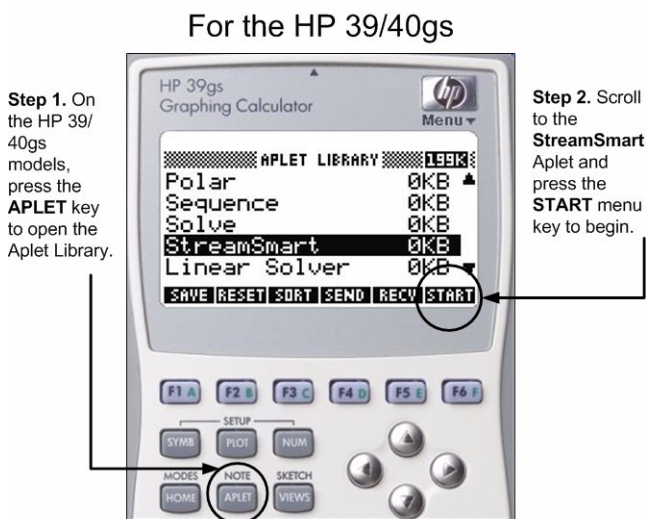 For the HP 39/40gs
Step 1. On
the HP 39/
40gs
models,
press the
APLET key
to open the
Aplet Library.
HP 39gs
Graphing Calculator
hp
Menu
APLET LIBRARY 199K
Polar 0KB
Sequence 0KB
Solve 0KB
StreamSmart 0KB
Linear Solver 0KB
SAVE RESET SORT SEND RECV START
Step 2. Scroll
to the
StreamSmart
Aplet and
press the
START menu
key to begin.
F1 A F2 B F3 C F4 D F5 E F6 F
SETUP
SYMB PLOT NUM
MODES NOTE SKETCH
HOME APLET VIEWS